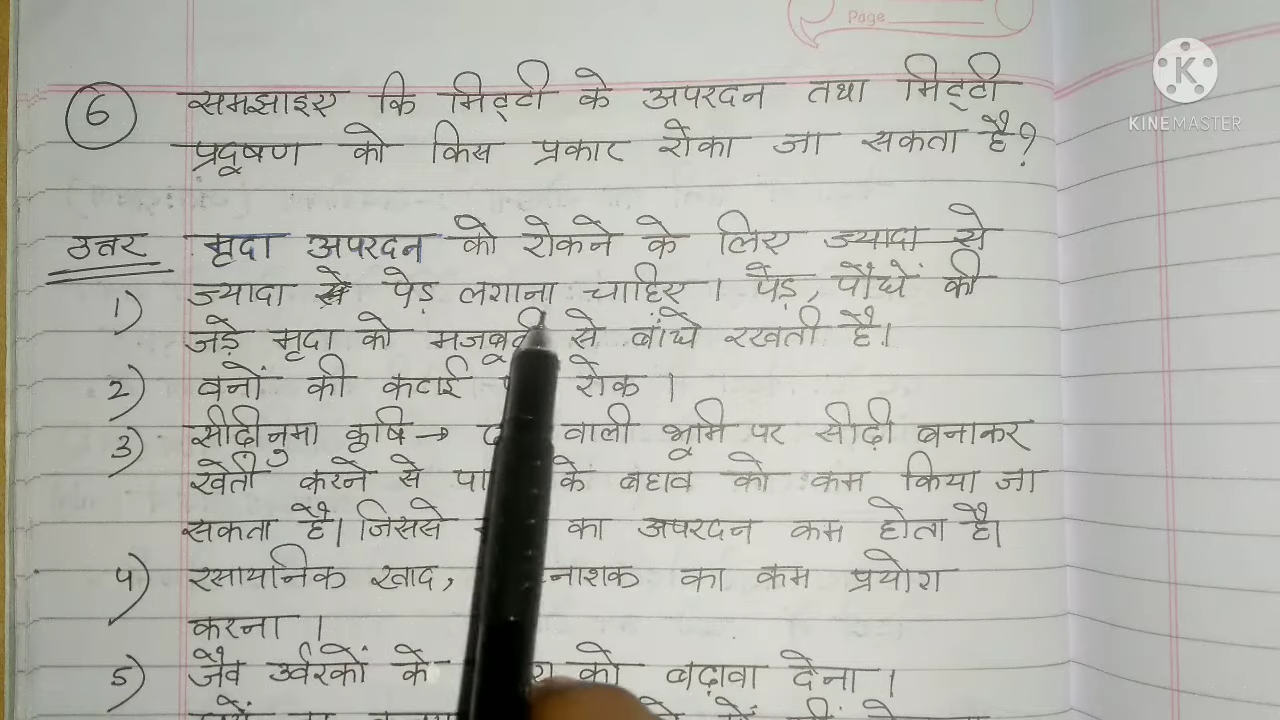 Page
K
KINEMASTER
6 समझाइए कि मिट्टी के अपरदन तथा मिट्टी
प्रदूषण को किस प्रकार रोका जा सकता है?
उत्तर मृदा अपरदन को रोकने के लिए ज्यादा से
1) ज्यादा से पेड़ लगाना चाहिए। पेड़, पौधे की
जड़े मृदा को मजबूती से बांधे रखती है।
2) वनों की कटाई रोक।
3) सीढ़ीनुमा कृषि → वाली भूमि पर सीढ़ी बनाकर
खेती करने से के बहाव को कम किया जा
सकता है। जिससे का अपरदन कम होता है।
4) रसायनिक खाद, का कम प्रयोग
करना।
5) जैव उर्वरकों के को बढ़ावा देना।